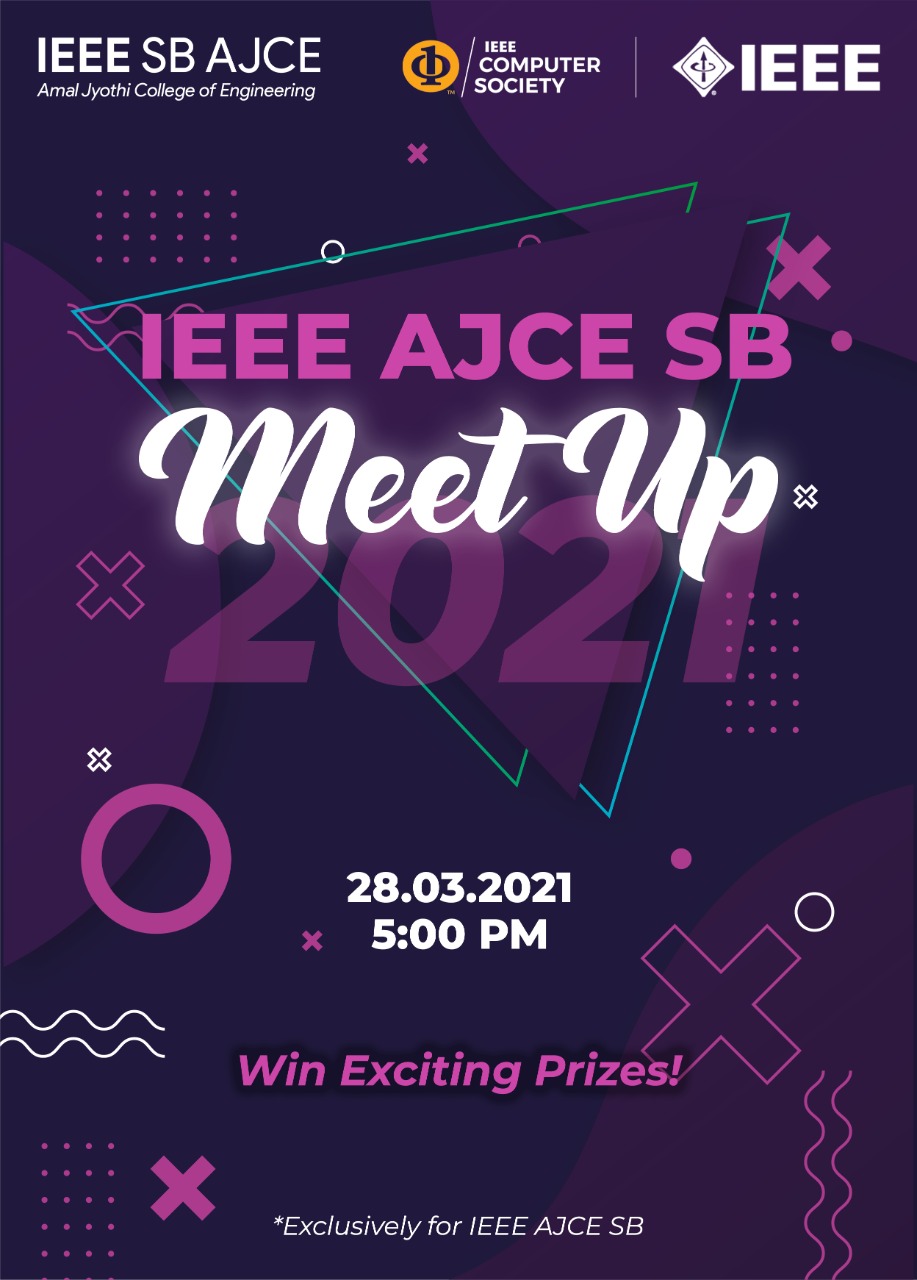 IEEE SB AJCE
Amal Jyothi College of Engineering
IEEE
COMPUTER
SOCIETY
TM
IEEE
IEEE AJCE SB
Meet Up
2021
28.03.2021
5:00 PM
Win Exciting Prizes!
*Exclusively for IEEE AJCE SB